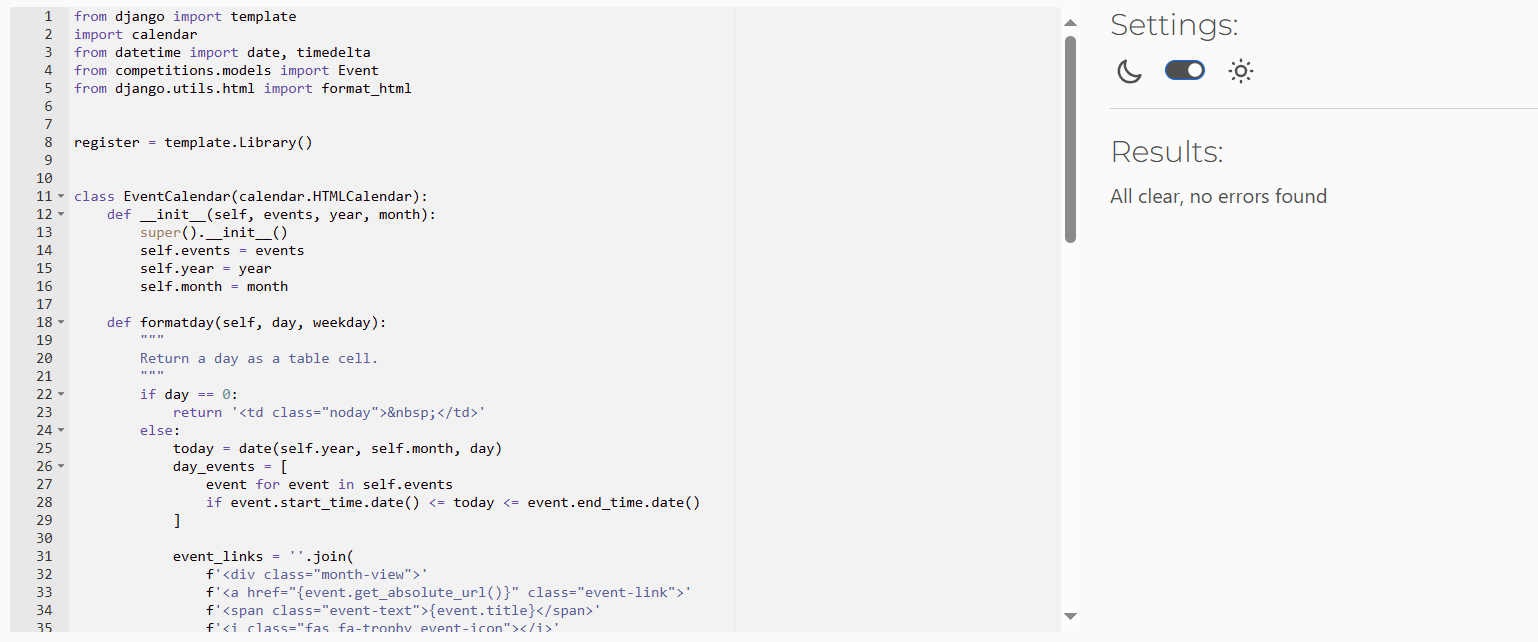 1 from django import template
2 import calendar
3 from datetime import date, timedelta
4 from competitions.models import Event
5 from django.utils.html import format_html
6
7
8 register = template.Library()
9
10
11 class EventCalendar(calendar.HTMLCalendar):
12     def __init__(self, events, year, month):
13         super().__init__()
14         self.events = events
15         self.year = year
16         self.month = month
17
18     def formatday(self, day, weekday):
19         """
20         Return a day as a table cell.
21         """
22         if day == 0:
23             return '<td class="noday">&nbsp;</td>'
24         else:
25             today = date(self.year, self.month, day)
26             day_events = [
27                 event for event in self.events
28                 if event.start_time.date() <= today <= event.end_time.date()
29             ]
30
31             event_links = ''.join(
32                 f'<div class="month-view">'
33                 f'<a href="{event.get_absolute_url()}" class="event-link">'
34                 f'<span class="event-text">{event.title}</span>'
35                 f'<i class="fas fa-trophy event-icon"></i>'
Settings:
Results:
All clear, no errors found